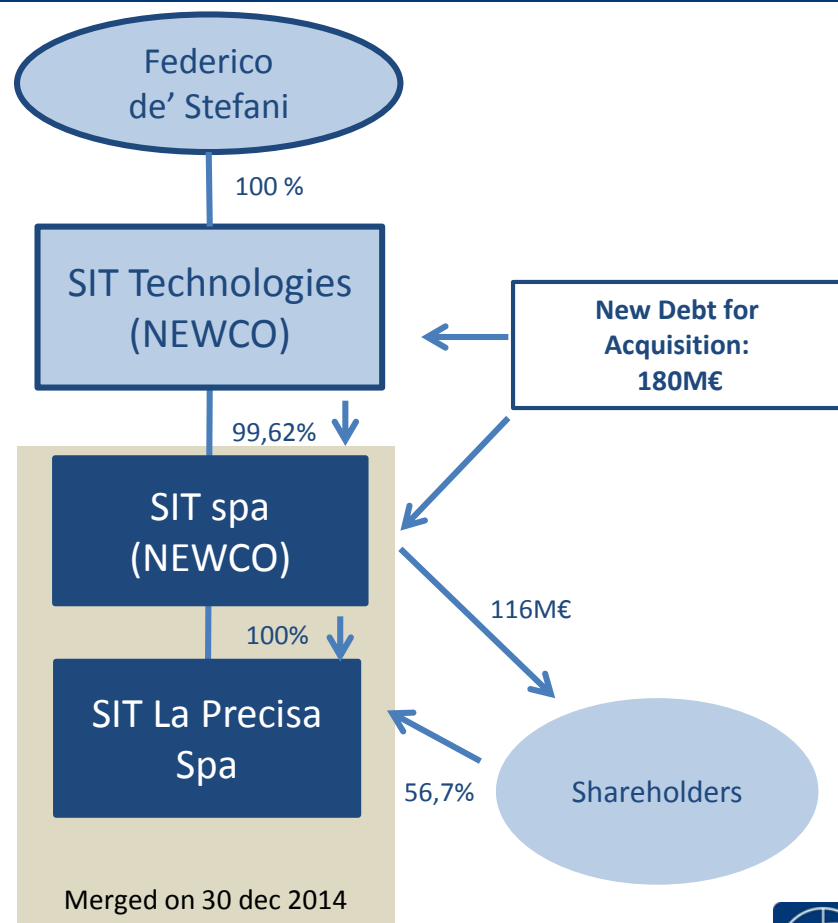 Federico
de’ Stefani
100 %
SIT Technologies
(NEWCO)
New Debt for
Acquisition:
180M€
99,62%
SIT spa
(NEWCO)
116M€
100%
SIT La Precisa
Spa
56,7%
Shareholders
Merged on 30 dec 2014